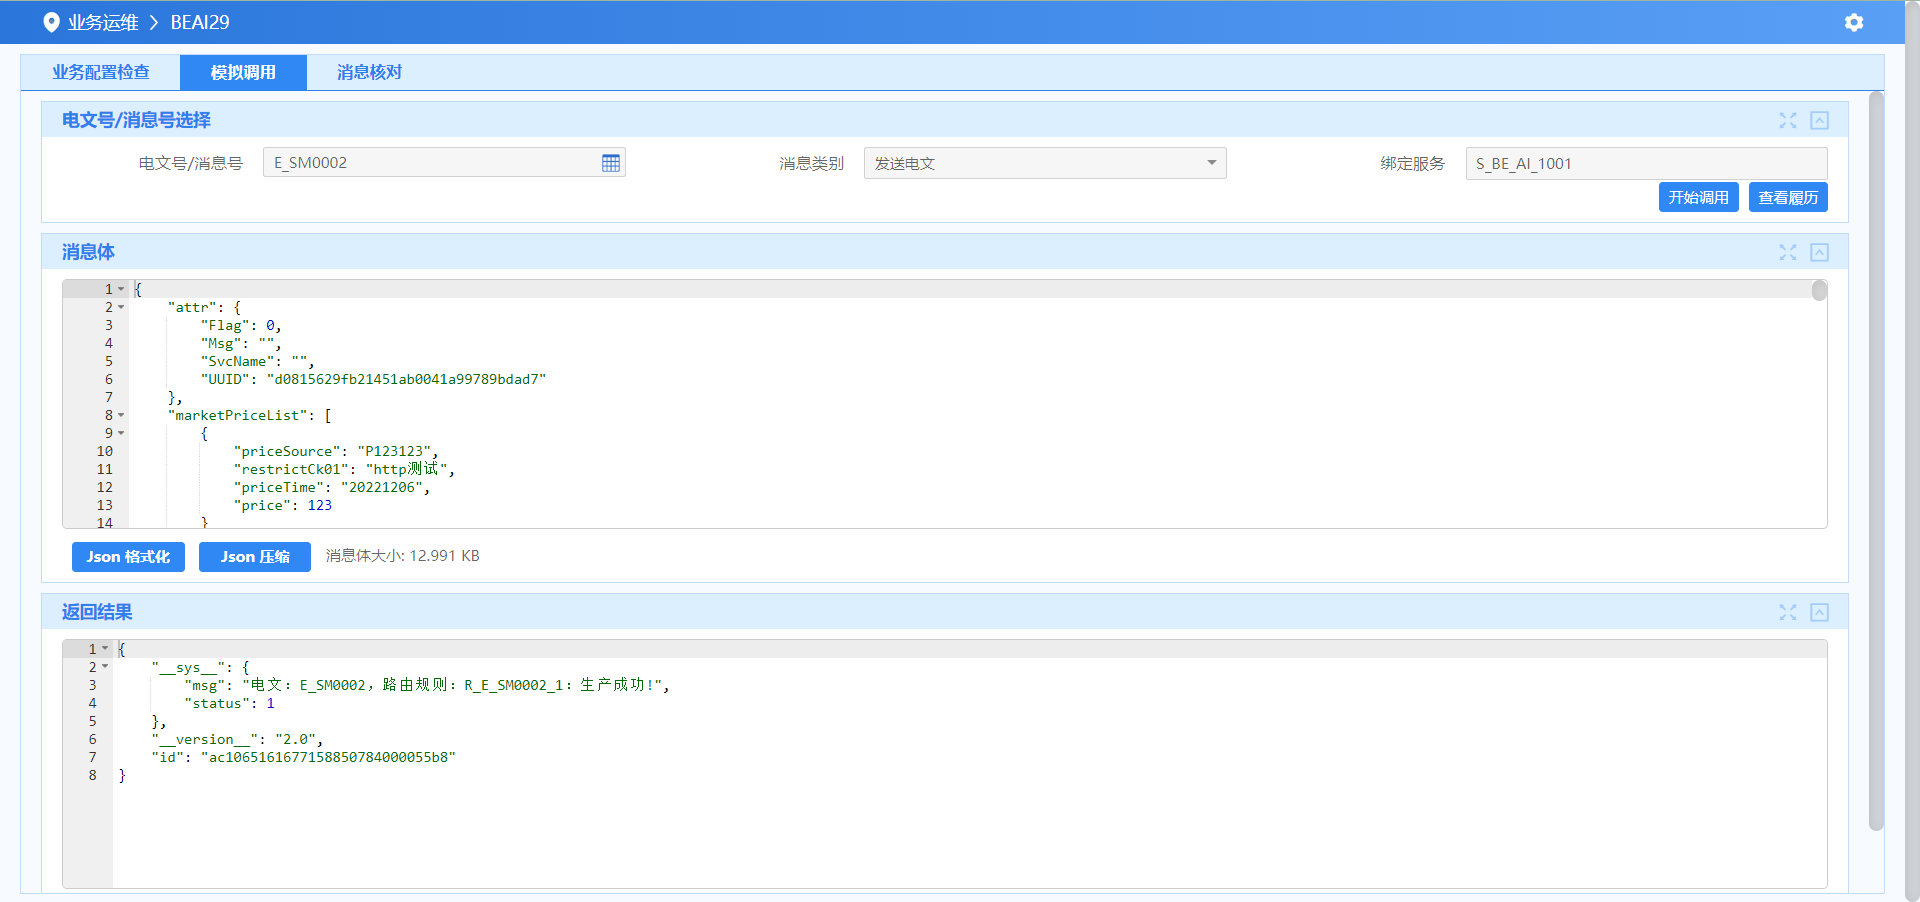 业务运维 > BEAI29
业务配置检查 模拟调用 消息核对
电文号/消息号选择
电文号/消息号 E_SM0002 消息类别 发送电文 绑定服务 S_BE_AI_1001
开始调用 查看履历
消息体
1 {
2 "attr": {
3 "Flag": 0,
4 "Msg": "",
5 "SvcName": "",
6 "UUID": "d0815629fb21451ab0041a99789bdad7"
7 },
8 "marketPriceList": [
9 {
10 "priceSource": "P123123",
11 "restrictCk01": "http测试",
12 "priceTime": "20221206",
13 "price": 123
14 }
Json 格式化 Json 压缩 消息体大小: 12.991 KB
返回结果
1 {
2 "__sys__": {
3 "msg": "电文：E_SM0002，路由规则：R_E_SM0002_1：生产成功！",
4 "status": 1
5 },
6 "__version__": "2.0",
7 "id": "ac1065161677158850784000055b8"
8 }